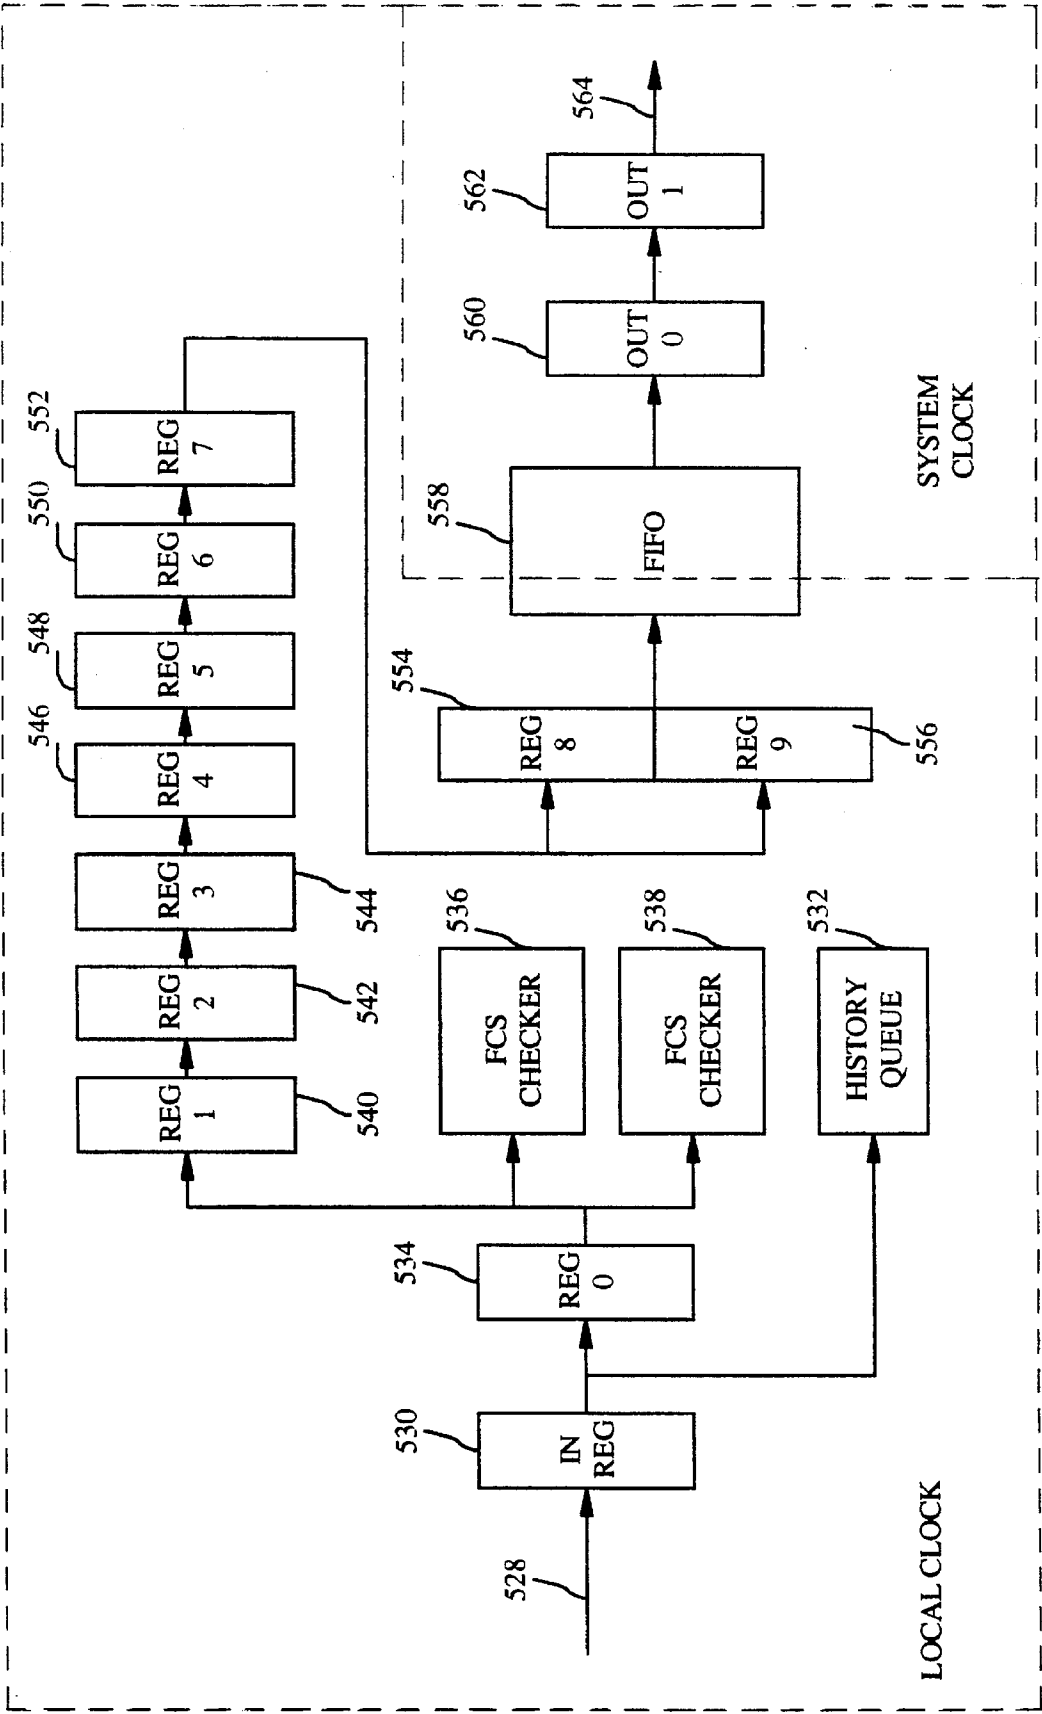 540
REG
1
542
REG
2
544
REG
3
546
REG
4
548
REG
5
550
REG
6
552
REG
7
528
530
IN
REG
534
REG
0
536
FCS
CHECKER
538
FCS
CHECKER
532
HISTORY
QUEUE
554
REG
8
REG
9
556
558
FIFO
560
OUT
0
562
OUT
1
564
LOCAL CLOCK
SYSTEM
CLOCK